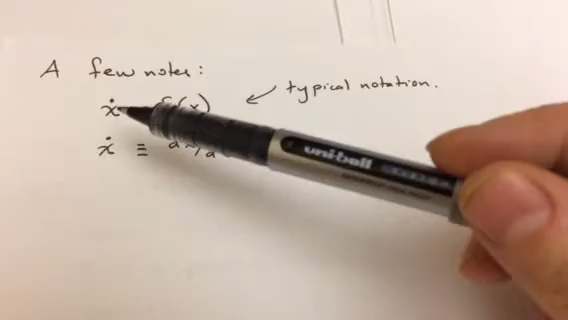 A few notes:
ẋ f(x) ← typical notation.
ẋ ≡
uni-ball